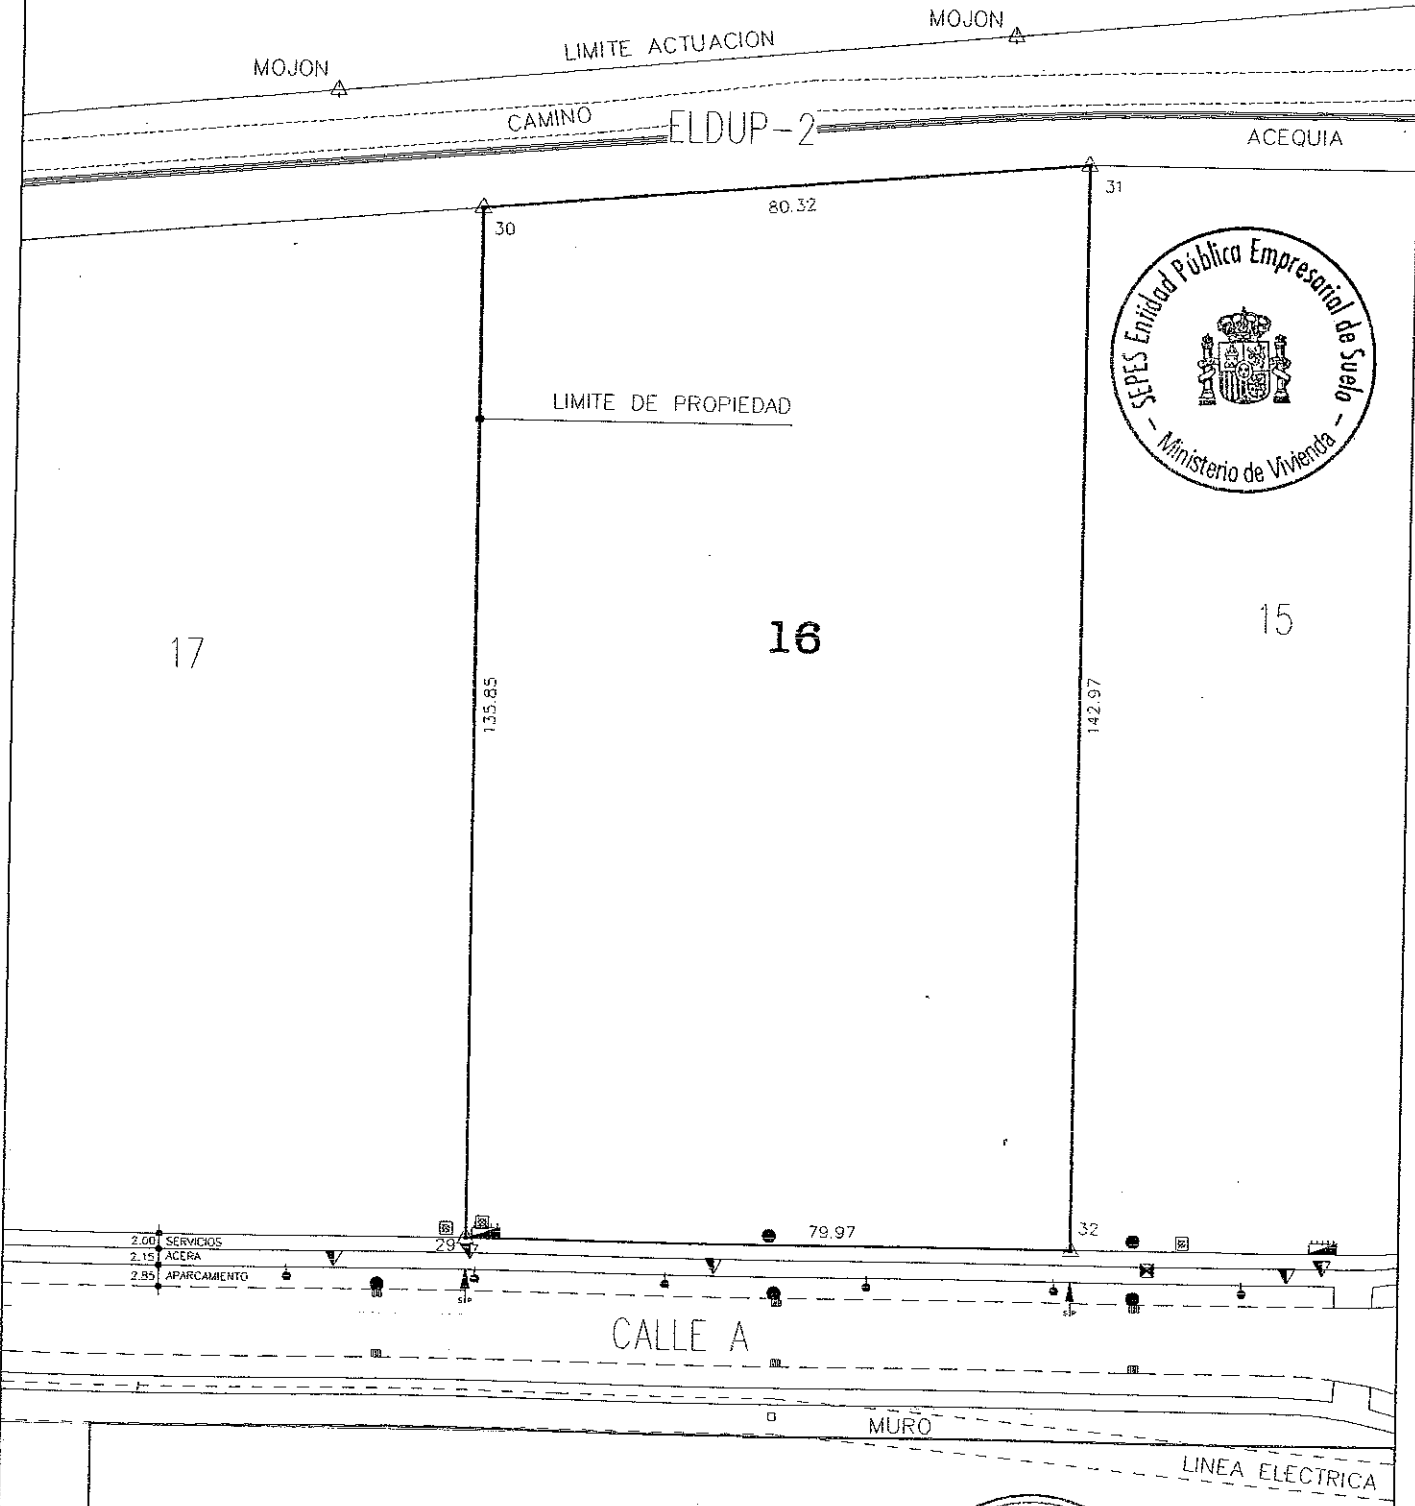 MOJON
LIMITE ACTUACION
MOJON
CAMINO
ELDUP-2
ACEQUIA
30
80.32
31
SEPES Entidad Pública Empresarial de Suelo
- Ministerio de Vivienda -
LIMITE DE PROPIEDAD
17
16
15
135.85
142.97
2.00 SERVICIOS
2.15 ACERA
2.85 APARCAMIENTO
29
79.97
32
CALLE A
MURO
LINEA ELECTRICA